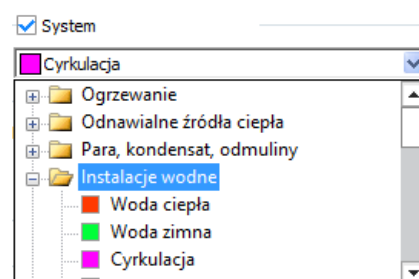 System
Cyrkulacja
Ogrzewanie
Odnawialne źródła ciepła
Para, kondensat, odmuliny
Instalacje wodne
Woda ciepła
Woda zimna
Cyrkulacja